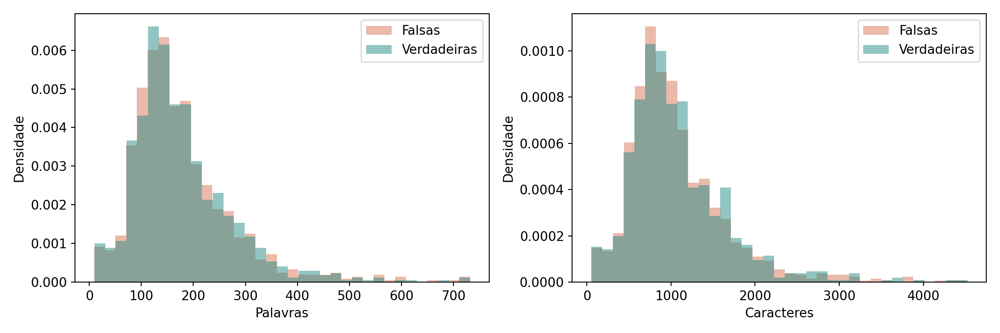 Falsas
Verdadeiras
0.006
0.005
0.004
0.003
0.002
0.001
0.000
Densidade
0 100 200 300 400 500 600 700
Palavras
Falsas
Verdadeiras
0.0010
0.0008
0.0006
0.0004
0.0002
0.0000
Densidade
0 1000 2000 3000 4000
Caracteres